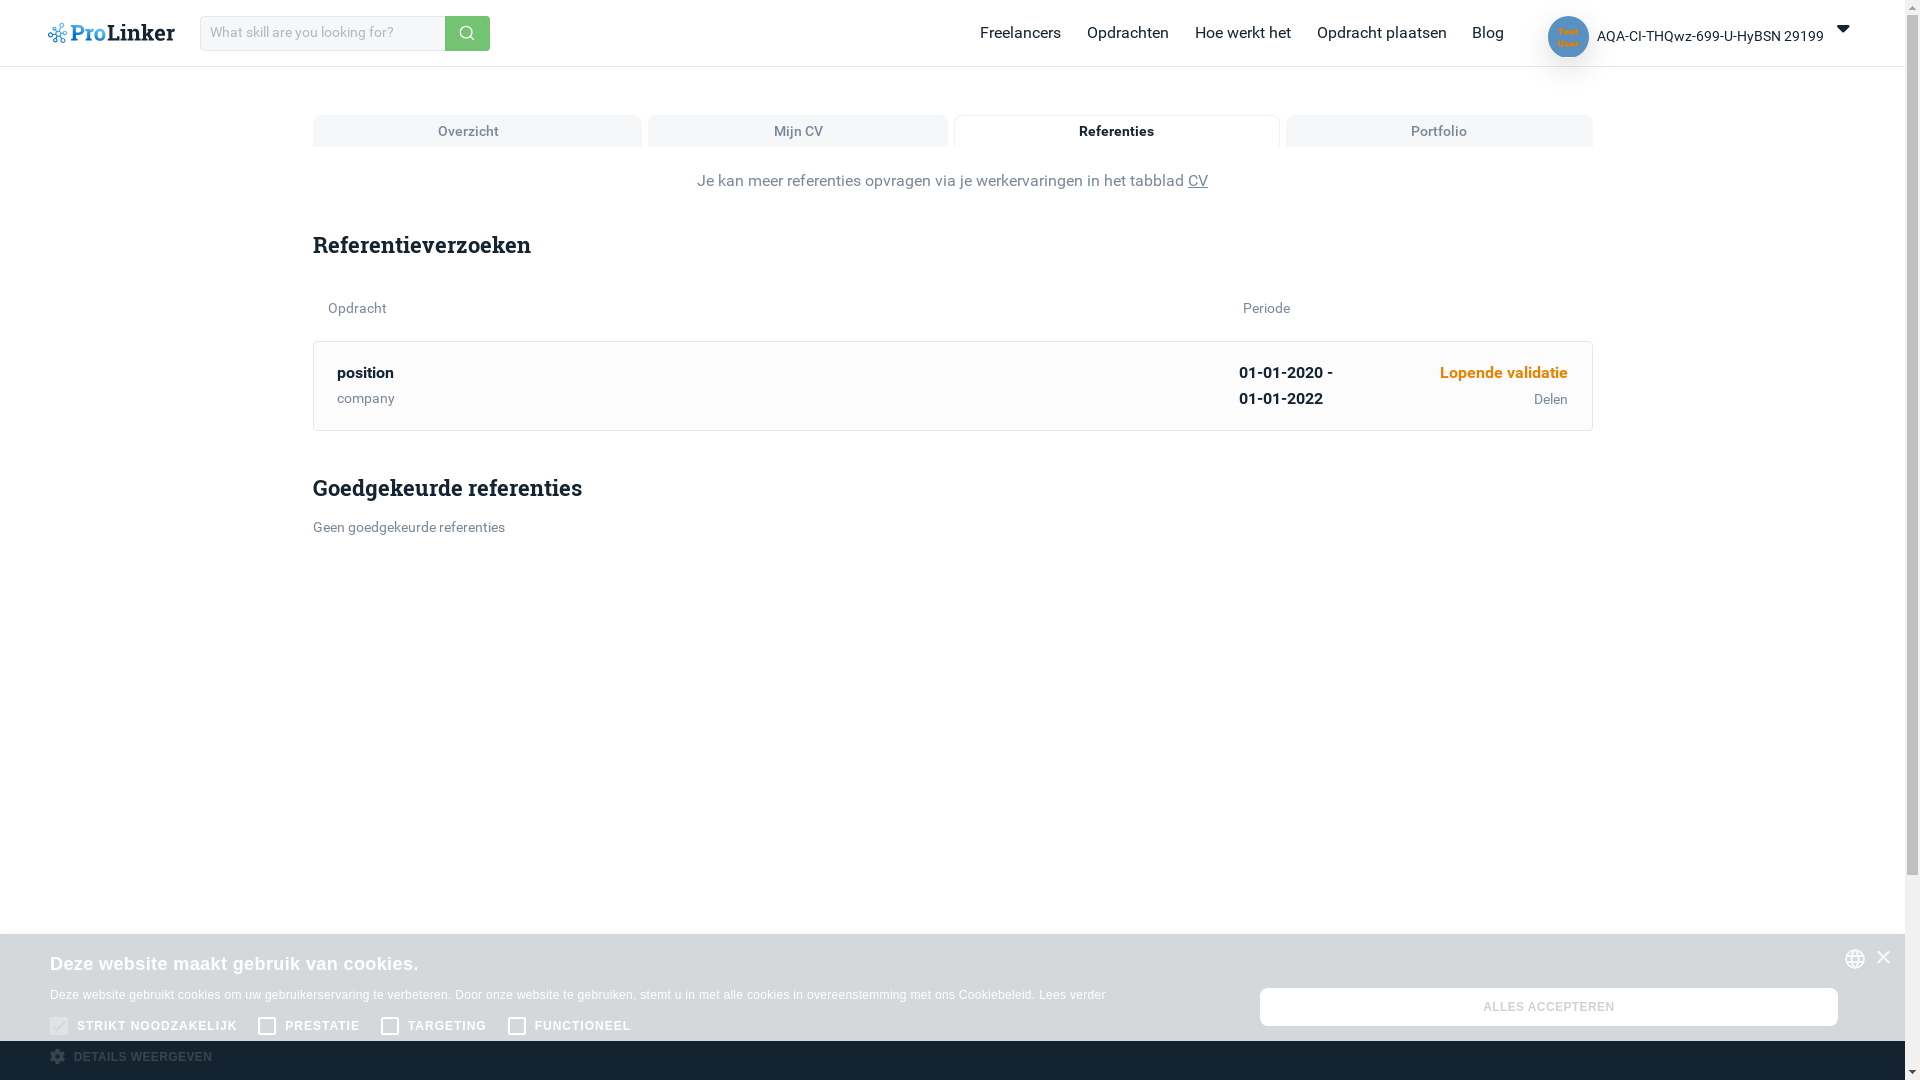 ProLinker
What skill are you looking for?
Freelancers
Opdrachten
Hoe werkt het
Opdracht plaatsen
Blog
Test
User
AQA-CI-THQwz-699-U-HyBSN 29199
Overzicht
Mijn CV
Referenties
Portfolio
Je kan meer referenties opvragen via je werkervaringen in het tabblad CV
Referentieverzoeken
Opdracht
Periode
position
company
01-01-2020 -
01-01-2022
Lopende validatie
Delen
Goedgekeurde referenties
Geen goedgekeurde referenties
Deze website maakt gebruik van cookies.
Deze website gebruikt cookies om uw gebruikerservaring te verbeteren. Door onze website te gebruiken, stemt u in met alle cookies in overeenstemming met ons Cookiebeleid. Lees verder
STRIKT NOODZAKELIJK
PRESTATIE
TARGETING
FUNCTIONEEL
DETAILS WEERGEVEN
ALLES ACCEPTEREN
×